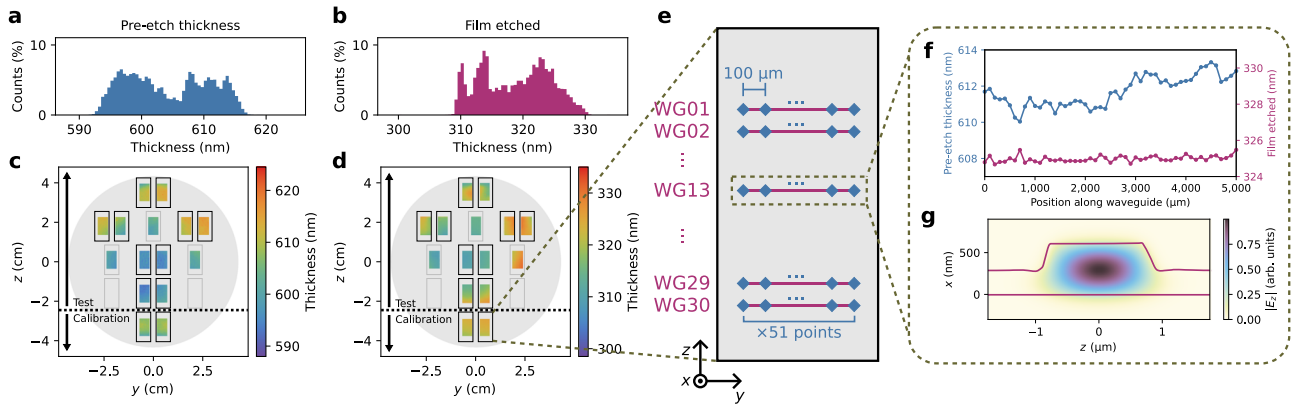 a
Pre-etch thickness
Counts (%)
10
5
0
590
600
610
620
Thickness (nm)
b
Film etched
Counts (%)
10
5
0
300
310
320
330
Thickness (nm)
c
z (cm)
4
2
0
−2
−4
Test
Calibration
−2.5
0.0
2.5
y (cm)
620
610
600
590
Thickness (nm)
d
z (cm)
4
2
0
−2
−4
Test
Calibration
−2.5
0.0
2.5
y (cm)
330
320
310
300
Thickness (nm)
e
100 μm
WG01
WG02
...
WG13
...
WG29
WG30
...
...
...
...
...
×51 points
z
x
y
f
Pre-etch thickness (nm)
614
612
610
608
Film etched (nm)
330
328
326
324
0
1,000
2,000
3,000
4,000
5,000
Position along waveguide (μm)
g
x (nm)
500
0
−1
0
1
z (μm)
0.75
0.50
0.25
0.00
|E_z| (arb. units)